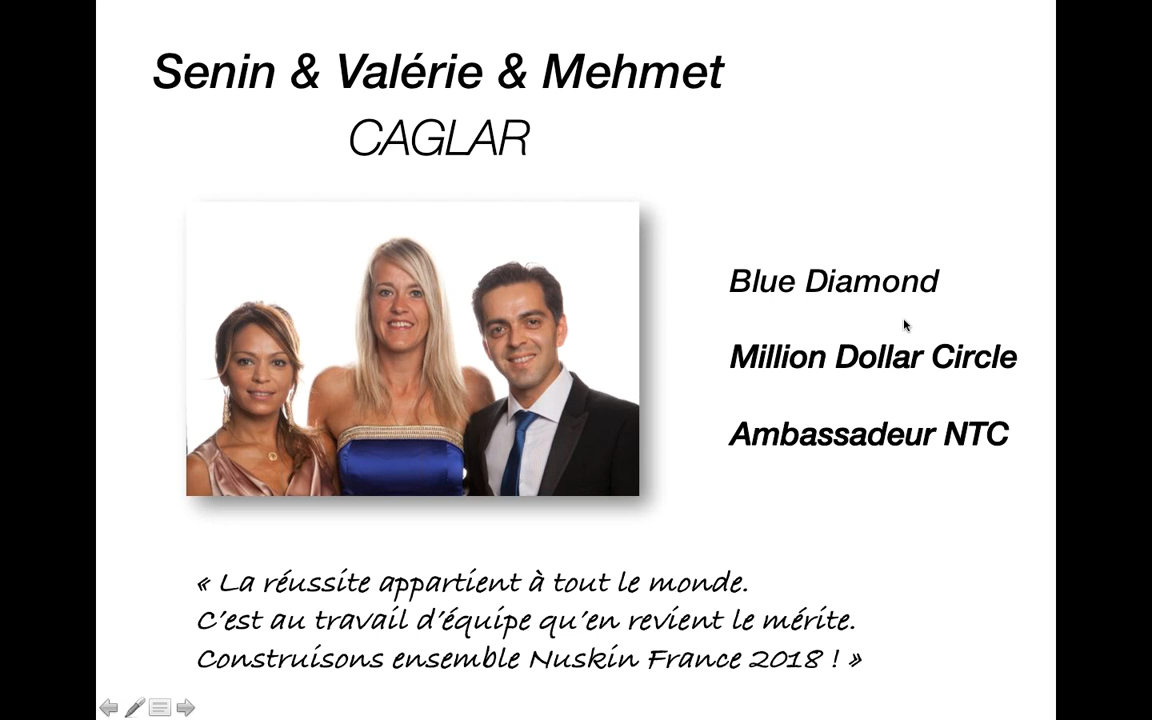 Senin & Valérie & Mehmet
CAGLAR
Blue Diamond
Million Dollar Circle
Ambassadeur NTC
« La réussite appartient à tout le monde.
C’est au travail d’équipe qu’en revient le mérite.
Construisons ensemble Nuskin France 2018 ! »